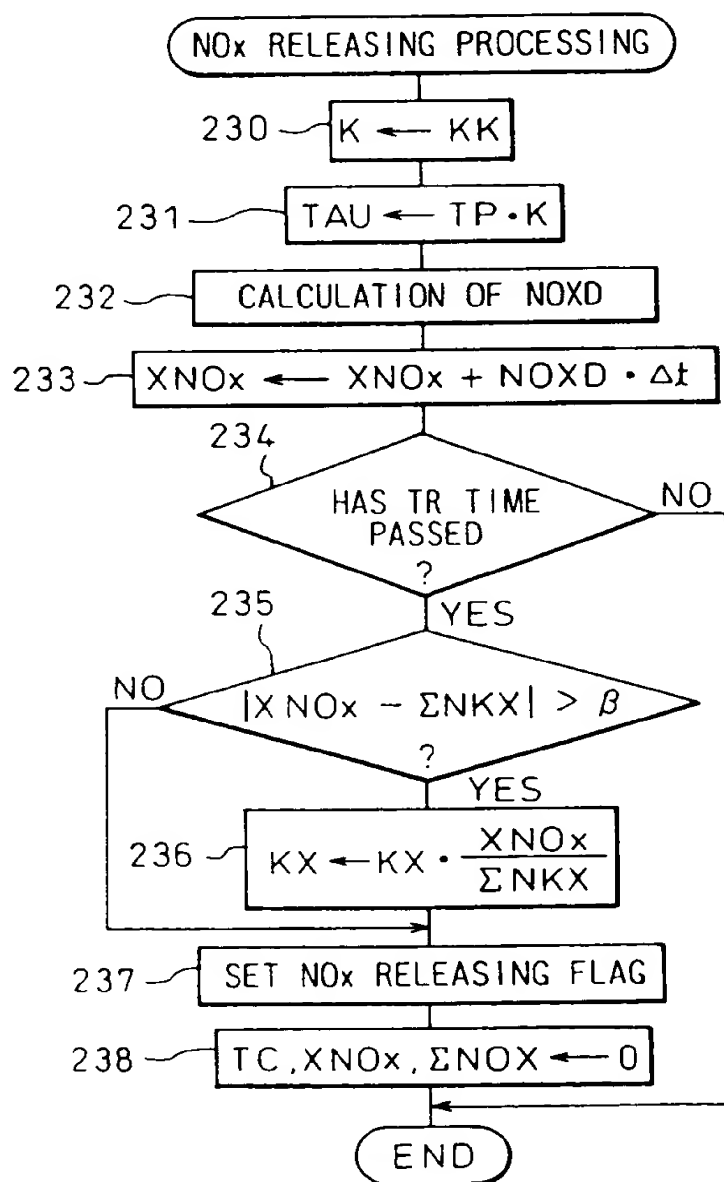 NOx RELEASING PROCESSING
230
K ← KK
231
TAU ← TP・K
232
CALCULATION OF NOXD
233
XNOx ← XNOx + NOXD・Δt
234
HAS TR TIME
PASSED
?
NO
YES
235
NO
|XNOx − ΣNKX| > β
?
YES
236
KX ← KX・XNOx
ΣNKX
237
SET NOx RELEASING FLAG
238
TC, XNOx, ΣNOX ← 0
END